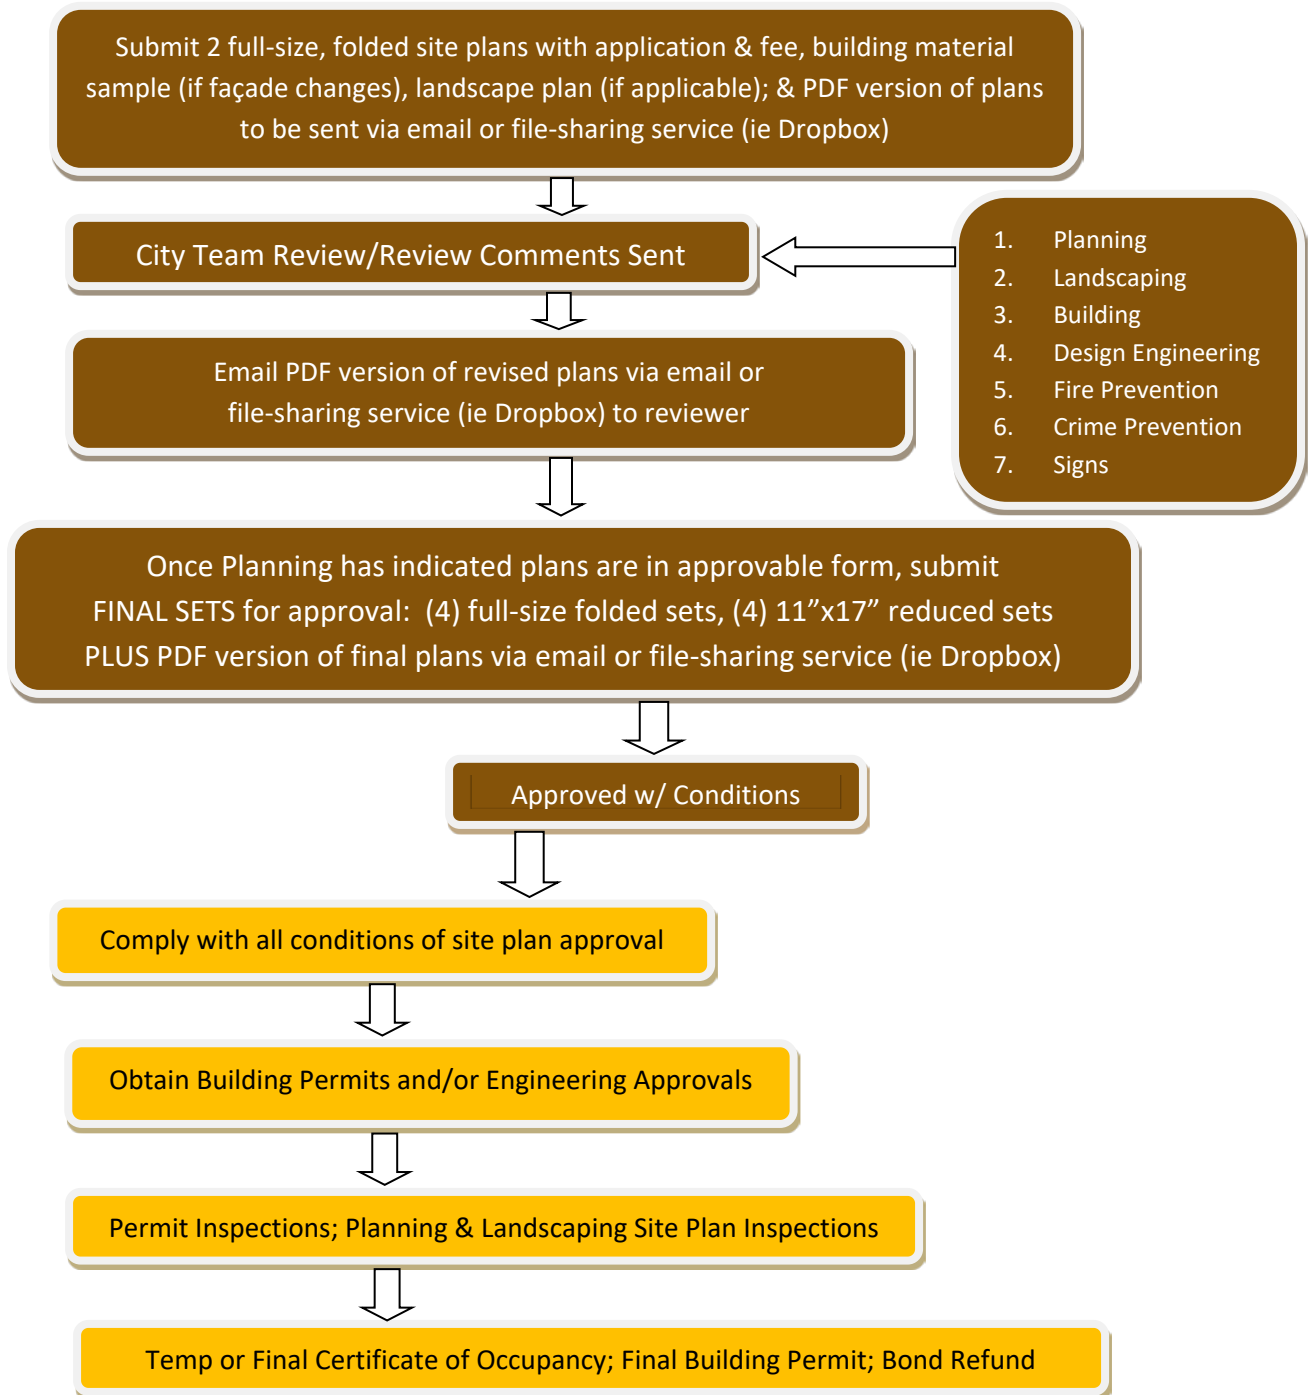 Submit 2 full-size, folded site plans with application & fee, building material
sample (if façade changes), landscape plan (if applicable); & PDF version of plans
to be sent via email or file-sharing service (ie Dropbox)
City Team Review/Review Comments Sent
1. Planning
2. Landscaping
3. Building
4. Design Engineering
5. Fire Prevention
6. Crime Prevention
7. Signs
Email PDF version of revised plans via email or
file-sharing service (ie Dropbox) to reviewer
Once Planning has indicated plans are in approvable form, submit
FINAL SETS for approval:  (4) full-size folded sets, (4) 11”x17” reduced sets
PLUS PDF version of final plans via email or file-sharing service (ie Dropbox)
Approved w/ Conditions
Comply with all conditions of site plan approval
Obtain Building Permits and/or Engineering Approvals
Permit Inspections; Planning & Landscaping Site Plan Inspections
Temp or Final Certificate of Occupancy; Final Building Permit; Bond Refund